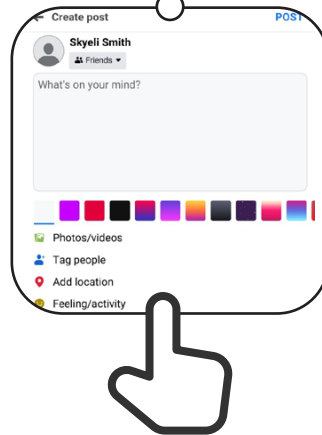 Create post POST
Skyeli Smith
Friends
What's on your mind?
Photos/videos
Tag people
Add location
Feeling/activity